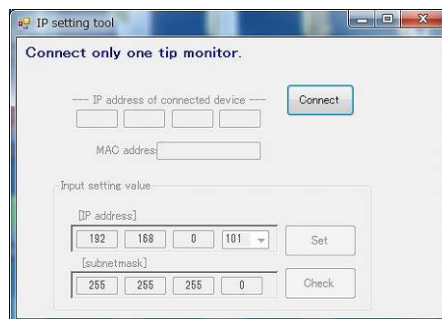 IP setting tool
Connect only one tip monitor.
--- IP address of connected device ---
Connect
MAC addres
Input setting value
[IP address]
192 168 0 101
Set
[subnetmask]
255 255 255 0
Check